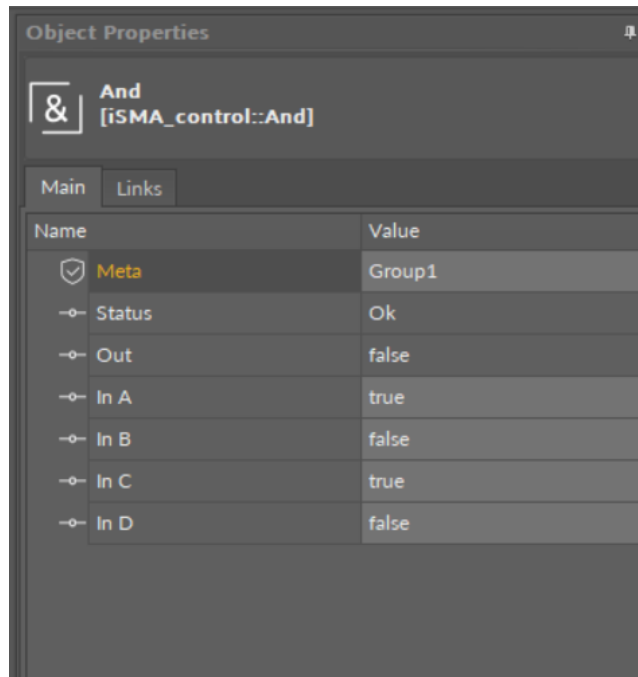 Object Properties
And
[iSMA_control::And]
Main Links
Name Value
Meta Group1
Status Ok
Out false
In A true
In B false
In C true
In D false